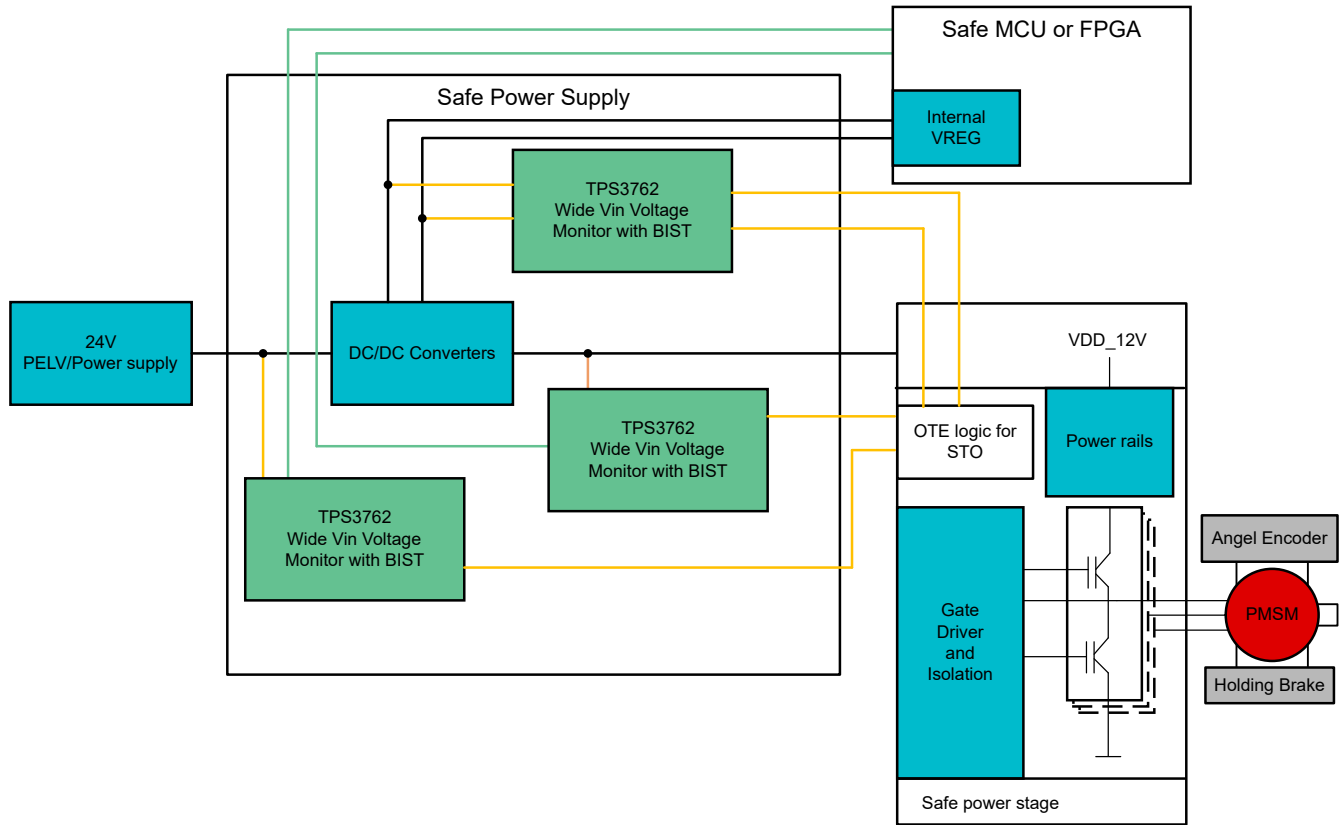 Safe MCU or FPGA
Internal
VREG
Safe Power Supply
TPS3762
Wide Vin Voltage
Monitor with BIST
24V
PELV/Power supply
DC/DC Converters
VDD_12V
TPS3762
Wide Vin Voltage
Monitor with BIST
OTE logic for
STO
Power rails
TPS3762
Wide Vin Voltage
Monitor with BIST
Gate
Driver
and
Isolation
Angel Encoder
PMSM
Holding Brake
Safe power stage